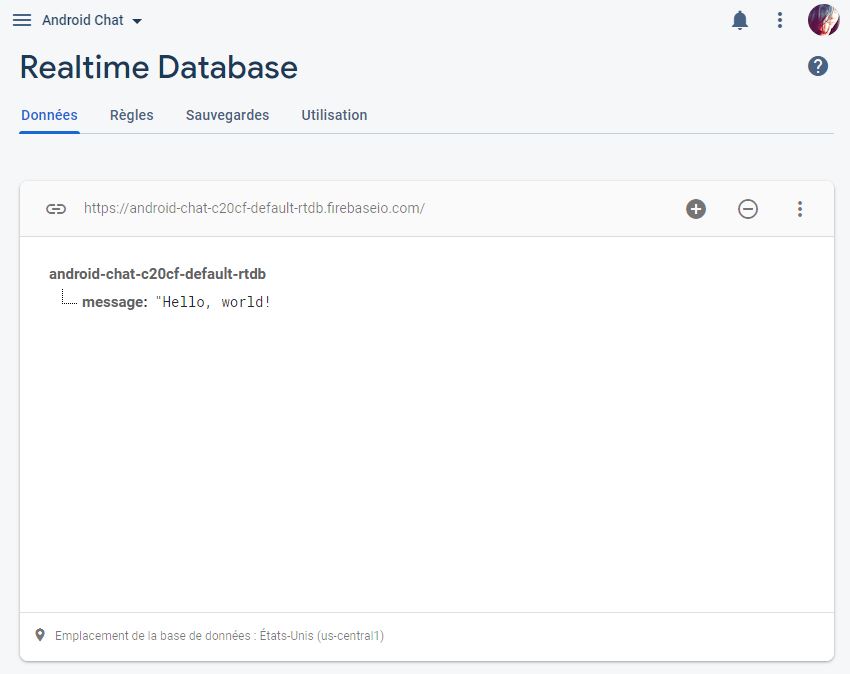 Android Chat
Realtime Database
Données Règles Sauvegardes Utilisation
https://android-chat-c20cf-default-rtdb.firebaseio.com/
android-chat-c20cf-default-rtdb
message: "Hello, world!
Emplacement de la base de données : États-Unis (us-central1)